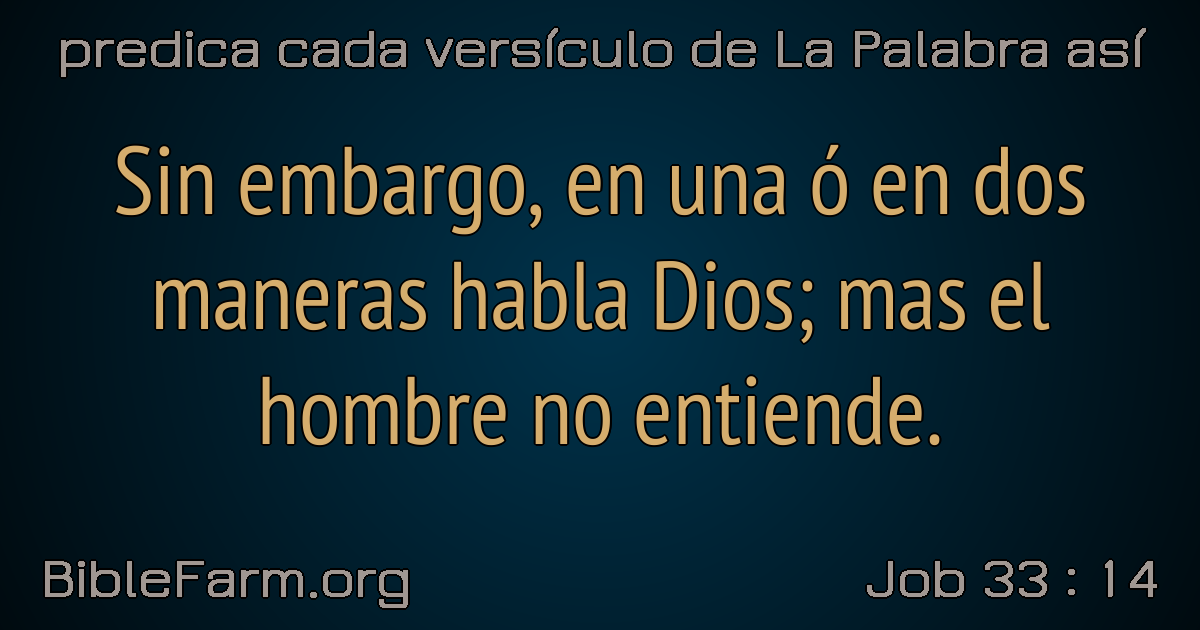 predica cada versículo de La Palabra así
Sin embargo, en una ó en dos
maneras habla Dios; mas el
hombre no entiende.
BibleFarm.org
Job 33 : 14